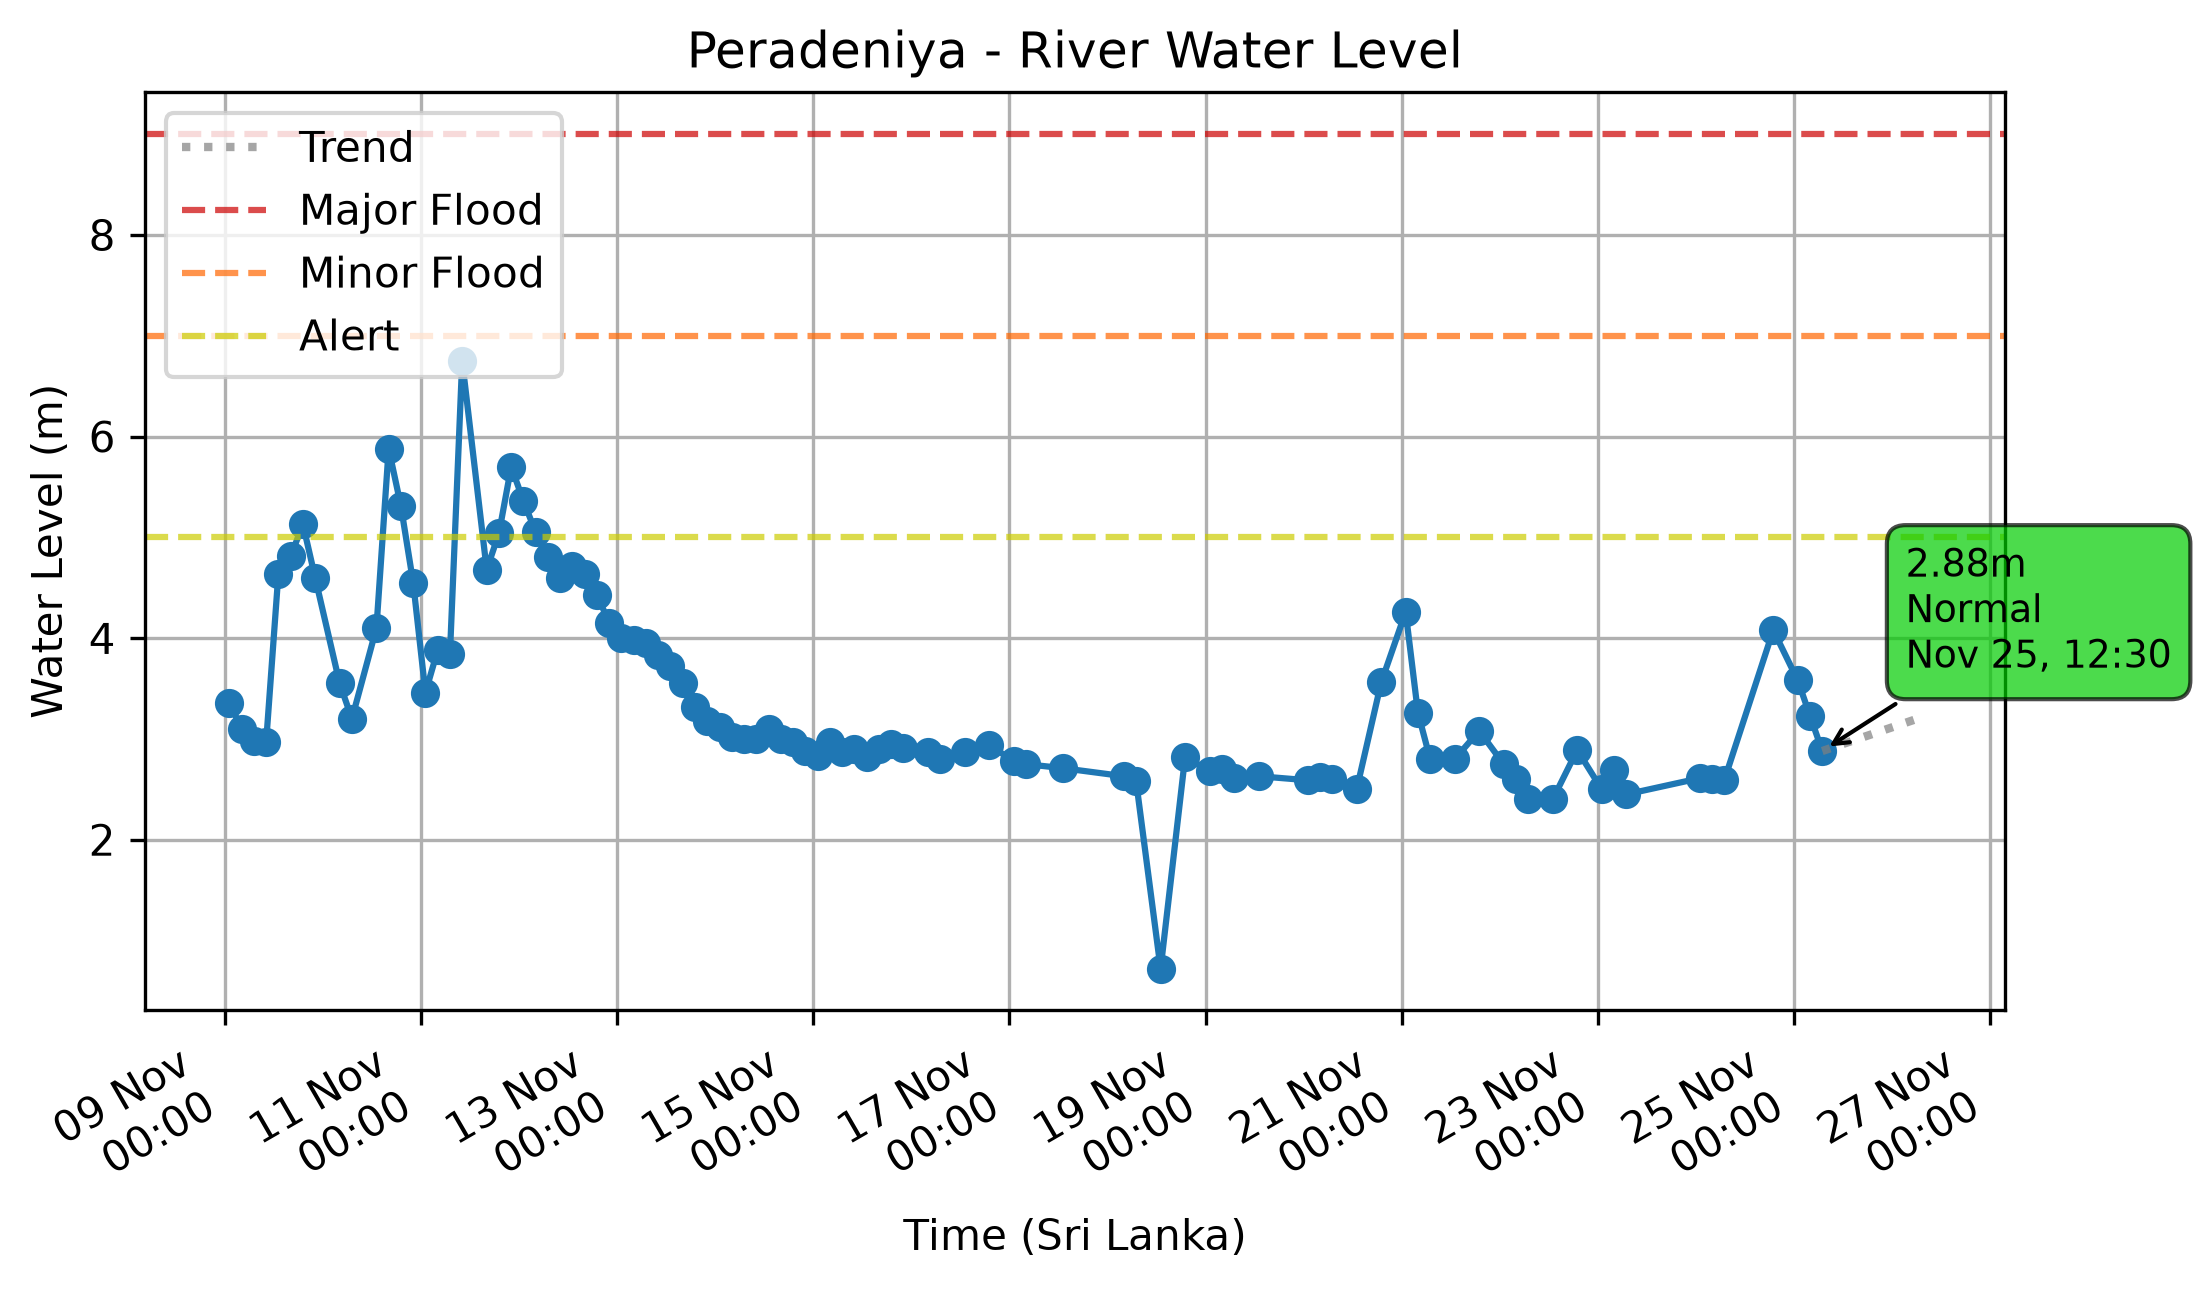 Peradeniya - River Water Level
Trend
Major Flood
Minor Flood
Alert
8
6
4
2
Water Level (m)
2.88m
Normal
Nov 25, 12:30
09 Nov
00:00
11 Nov
00:00
13 Nov
00:00
15 Nov
00:00
17 Nov
00:00
19 Nov
00:00
21 Nov
00:00
23 Nov
00:00
25 Nov
00:00
27 Nov
00:00
Time (Sri Lanka)